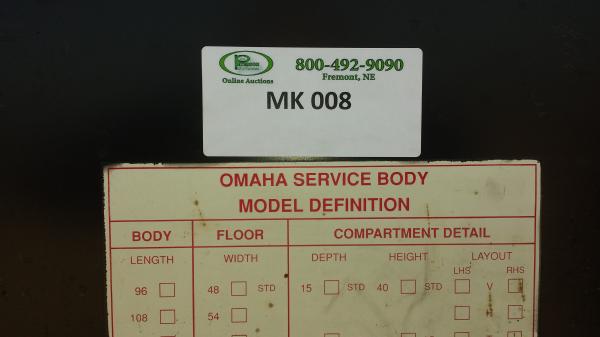 800-492-9090
Fremont, NE
Online Auctions
MK 008
OMAHA SERVICE BODY
MODEL DEFINITION
BODY FLOOR COMPARTMENT DETAIL
LENGTH WIDTH DEPTH HEIGHT LAYOUT
LHS RHS
96 48 STD 15 STD 40 STD V
108 54